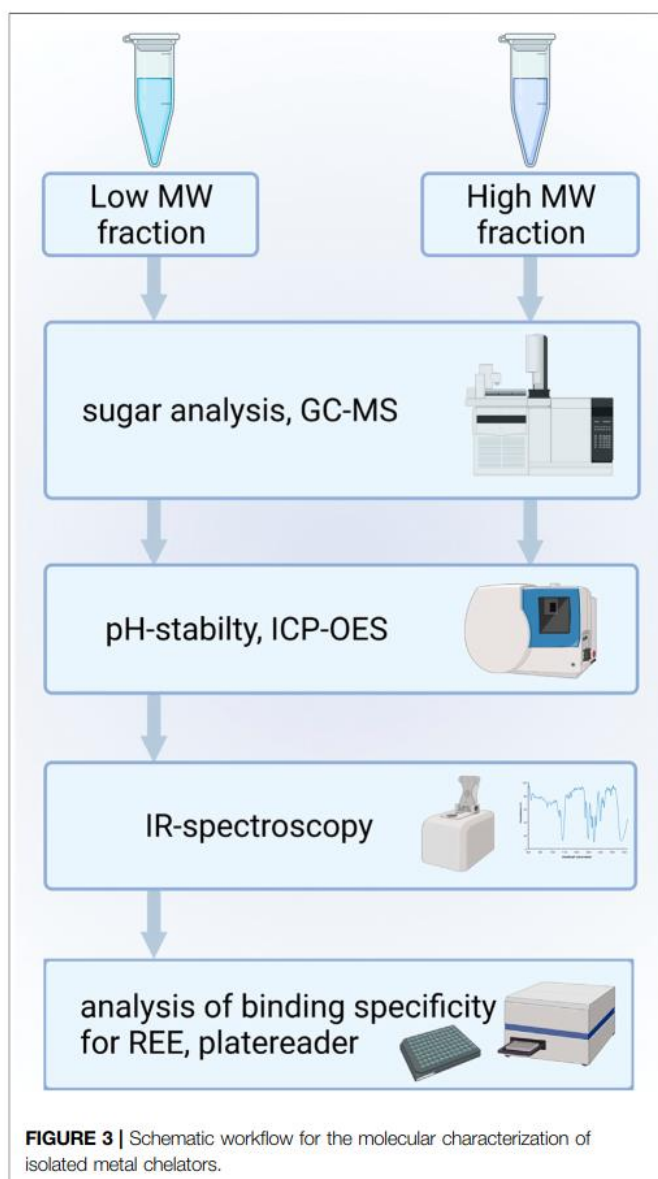 Low MW
fraction
High MW
fraction
sugar analysis, GC-MS
pH-stabilty, ICP-OES
IR-spectroscopy
analysis of binding specificity
for REE, platereader
FIGURE 3 | Schematic workflow for the molecular characterization of
isolated metal chelators.